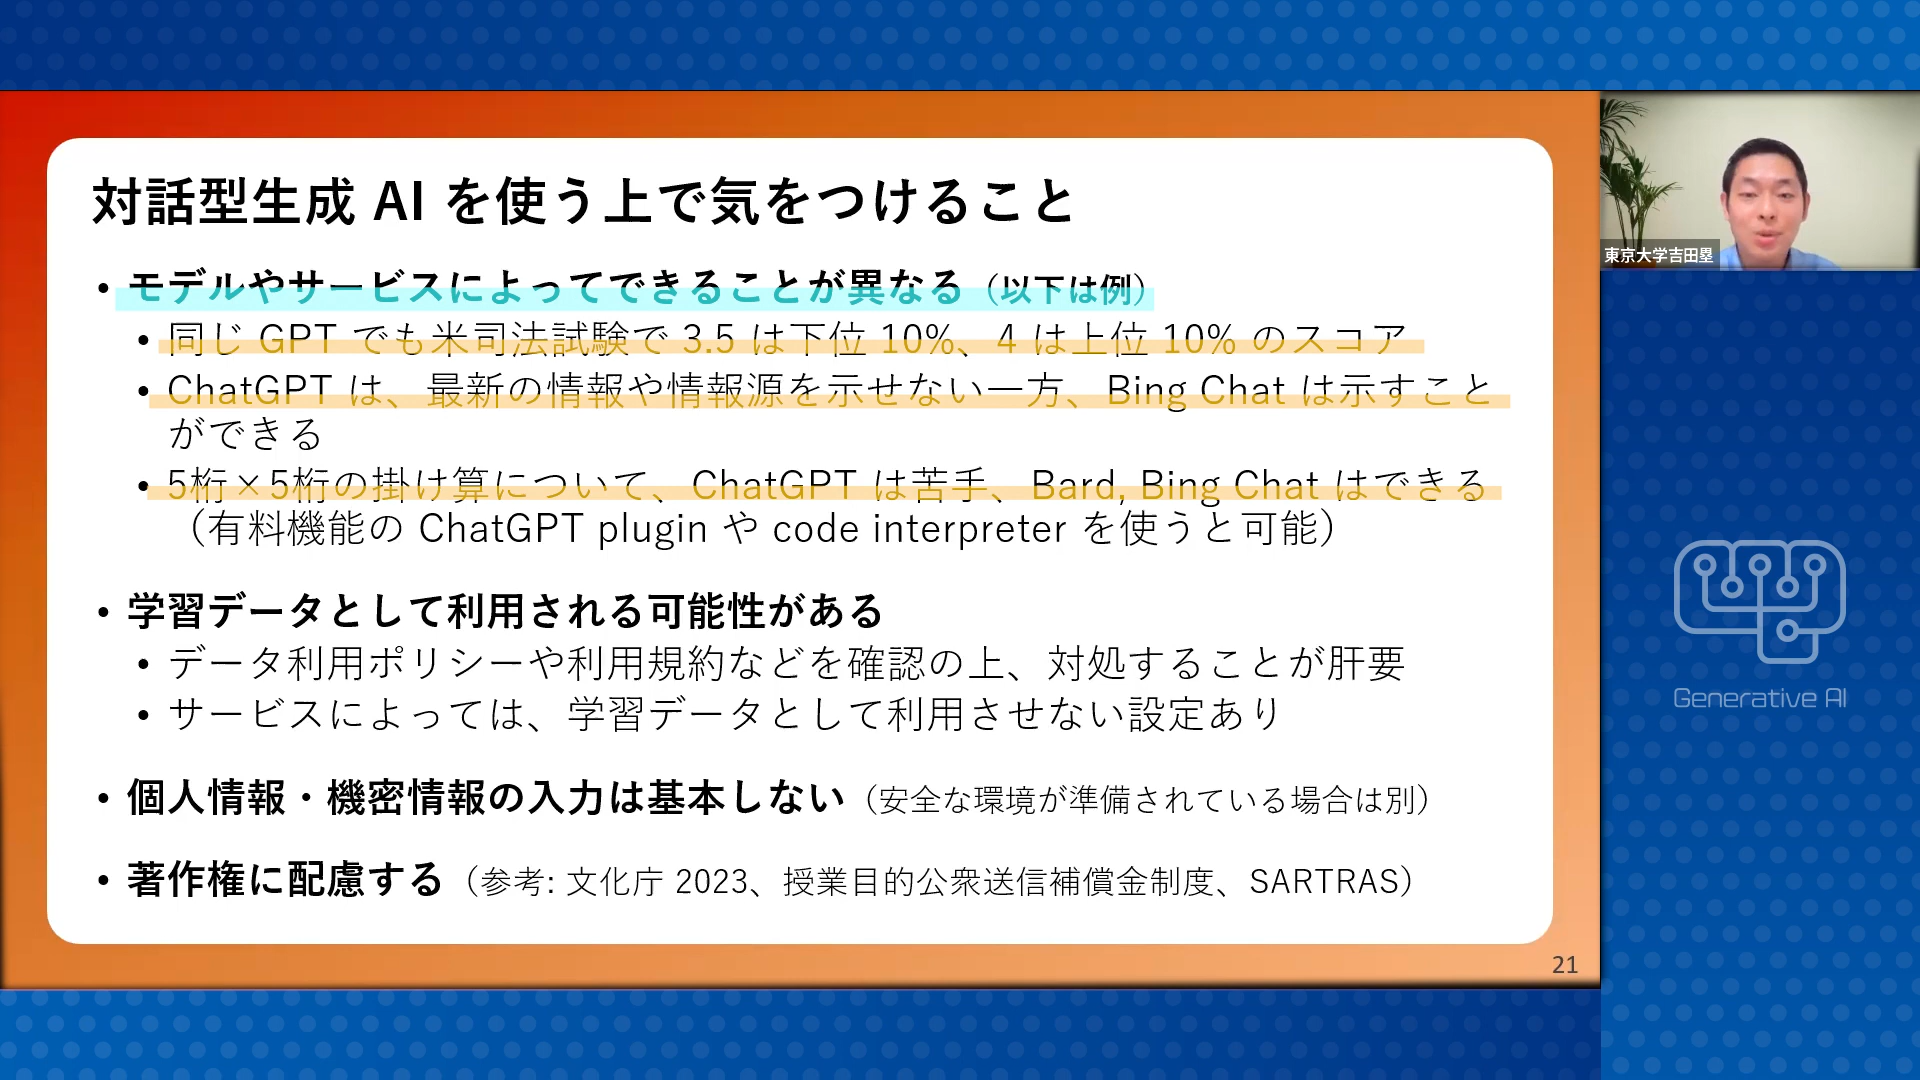 対話型生成 AI を使う上で気をつけること
• モデルやサービスによってできることが異なる（以下は例）
• 同じ GPT でも米司法試験で 3.5 は下位 10%、4 は上位 10% のスコア
• ChatGPT は、最新の情報や情報源を示せない一方、Bing Chat は示すこと
ができる
• 5桁×5桁の掛け算について、ChatGPT は苦手、Bard, Bing Chat はできる
（有料機能の ChatGPT plugin や code interpreter を使うと可能）
• 学習データとして利用される可能性がある
• データ利用ポリシーや利用規約などを確認の上、対処することが肝要
• サービスによっては、学習データとして利用させない設定あり
• 個人情報・機密情報の入力は基本しない（安全な環境が準備されている場合は別）
• 著作権に配慮する（参考: 文化庁 2023、授業目的公衆送信補償金制度、SARTRAS）
21
東京大学吉田塁
Generative AI